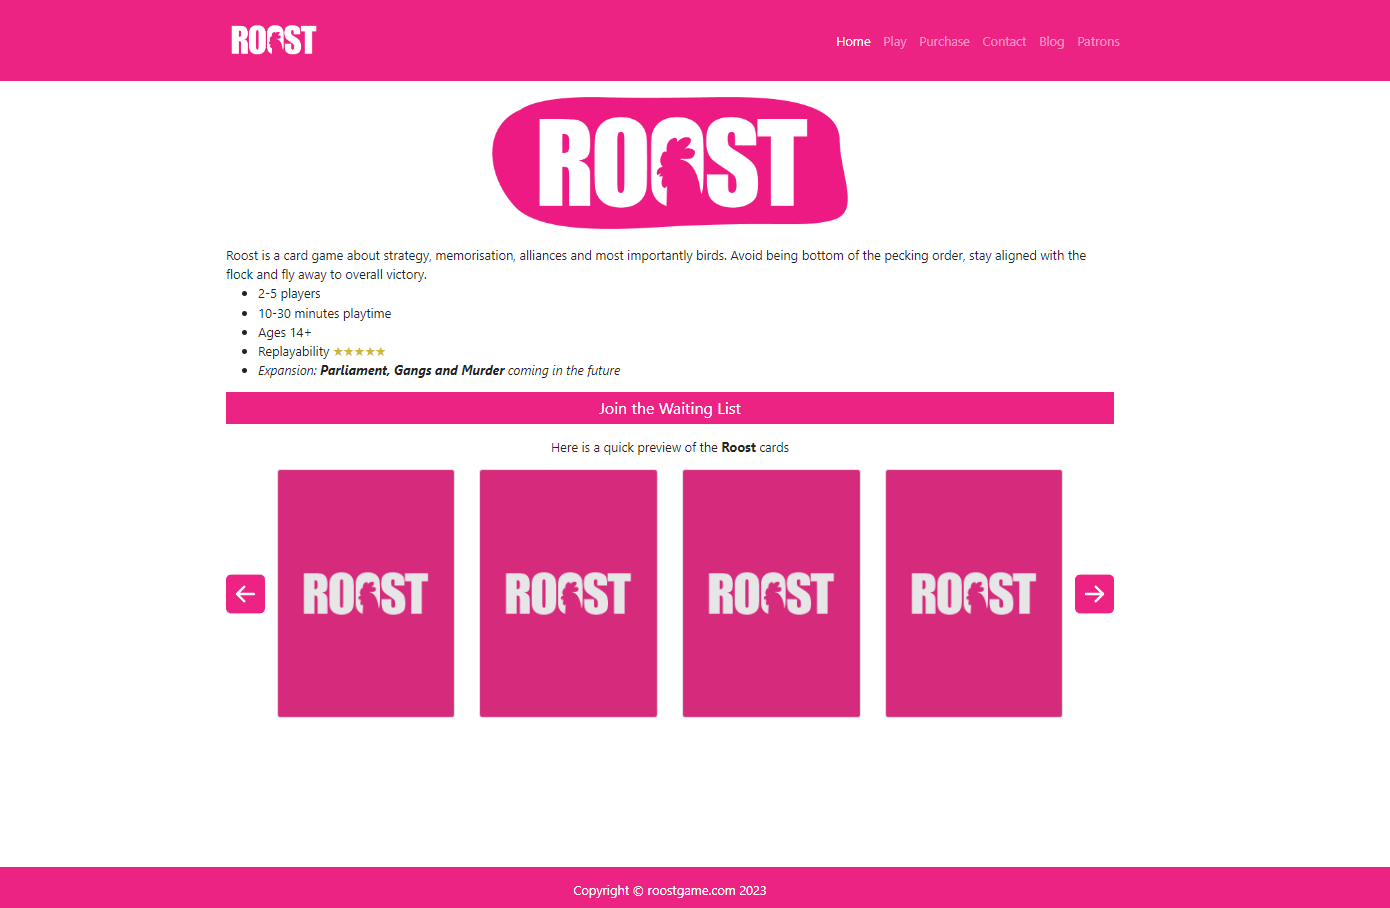 ROOST
Home Play Purchase Contact Blog Patrons
ROOST
Roost is a card game about strategy, memorisation, alliances and most importantly birds. Avoid being bottom of the pecking order, stay aligned with the
flock and fly away to overall victory.
• 2-5 players
• 10-30 minutes playtime
• Ages 14+
• Replayability ★★★★★
• Expansion: Parliament, Gangs and Murder coming in the future
Join the Waiting List
Here is a quick preview of the Roost cards
ROOST ROOST ROOST ROOST
Copyright © roostgame.com 2023